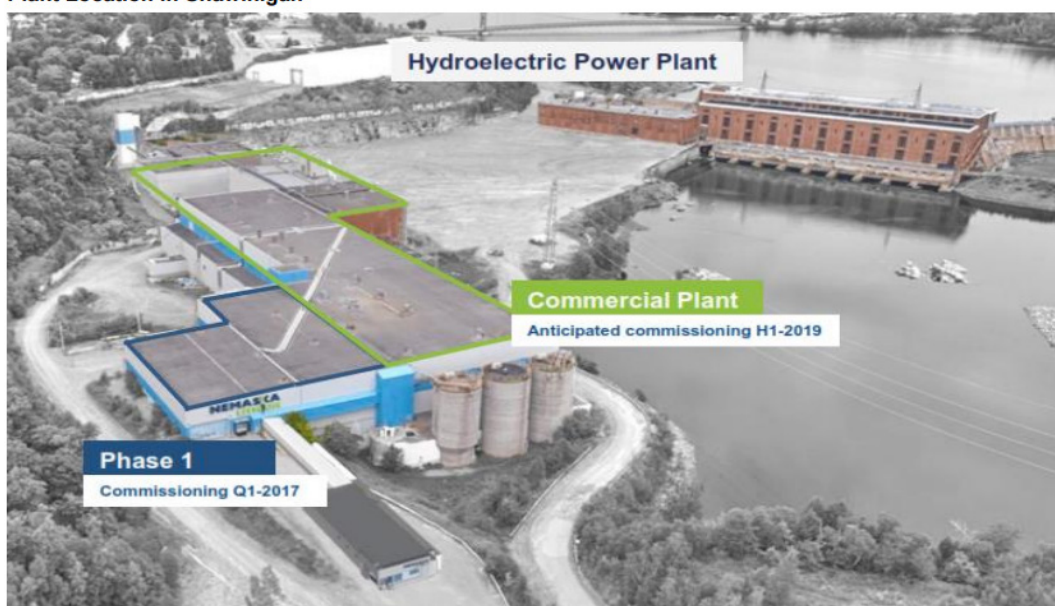 Plant Location in Shawinigan
Hydroelectric Power Plant
Commercial Plant
Anticipated commissioning H1-2019
NEMASKA
LITHIUM
Phase 1
Commissioning Q1-2017